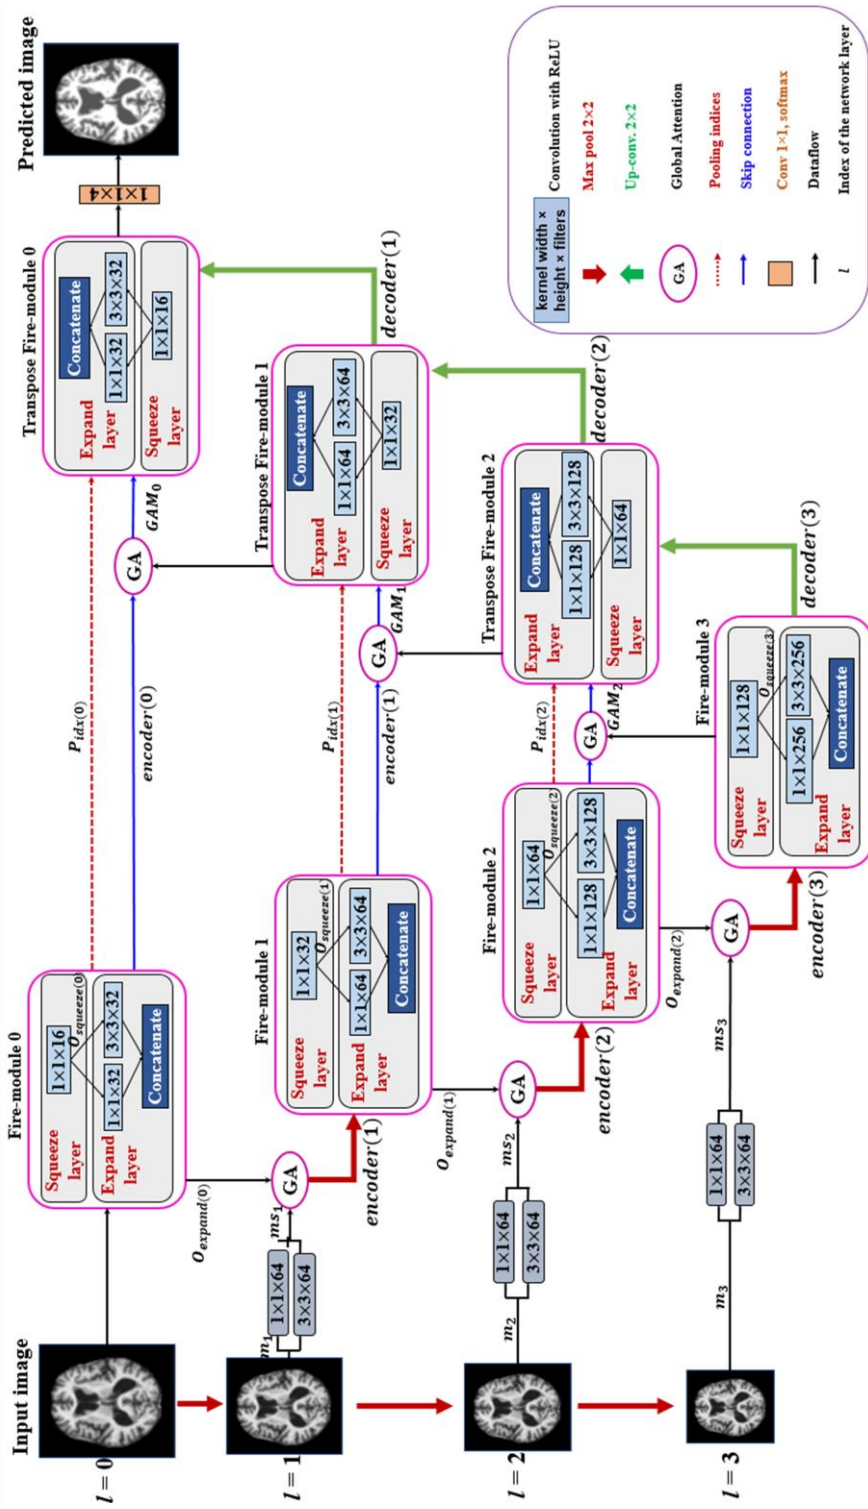 Input image
Predicted image
l = 0
Fire-module 0
Squeeze layer
1×1×16
O_squeeze(0)
1×1×32
3×3×32
Expand layer
Concatenate
P_idx(0)
encoder(0)
GA
GAM_0
Transpose Fire-module 0
Concatenate
Expand layer
1×1×32
3×3×32
1×1×16
Squeeze layer
1×1×4
O_expand(0)
decoder(1)
l = 1
m_1
1×1×64
3×3×64
ms_1
GA
encoder(1)
Fire-module 1
Squeeze layer
1×1×32
O_squeeze(1)
1×1×64
3×3×64
Expand layer
Concatenate
P_idx(1)
encoder(1)
GA
GAM_1
Transpose Fire-module 1
Concatenate
Expand layer
1×1×64
3×3×64
1×1×32
Squeeze layer
O_expand(1)
decoder(2)
l = 2
m_2
1×1×64
3×3×64
ms_2
GA
encoder(2)
Fire-module 2
Squeeze layer
1×1×64
O_squeeze(2)
1×1×128
3×3×128
Expand layer
Concatenate
P_idx(2)
GA
GAM_2
Transpose Fire-module 2
Concatenate
Expand layer
1×1×128
3×3×128
1×1×64
Squeeze layer
O_expand(2)
decoder(3)
l = 3
m_3
1×1×64
3×3×64
ms_3
GA
encoder(3)
Fire-module 3
Squeeze layer
1×1×128
O_squeeze(3)
1×1×256
3×3×256
Expand layer
Concatenate
kernel width ×
height × filters
Convolution with ReLU
Max pool 2×2
Up-conv. 2×2
GA
Global Attention
Pooling indices
Skip connection
Conv 1×1, softmax
Dataflow
l
Index of the network layer